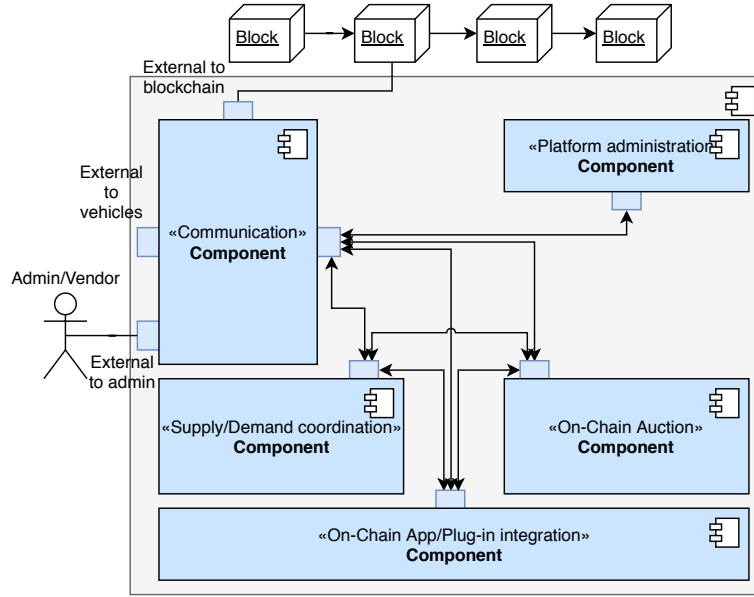 Block
Block
Block
Block
External to
blockchain
«Platform administration
Component
External
to
vehicles
«Communication»
Component
Admin/Vendor
External
to admin
«Supply/Demand coordination»
Component
«On-Chain Auction»
Component
«On-Chain App/Plug-in integration»
Component